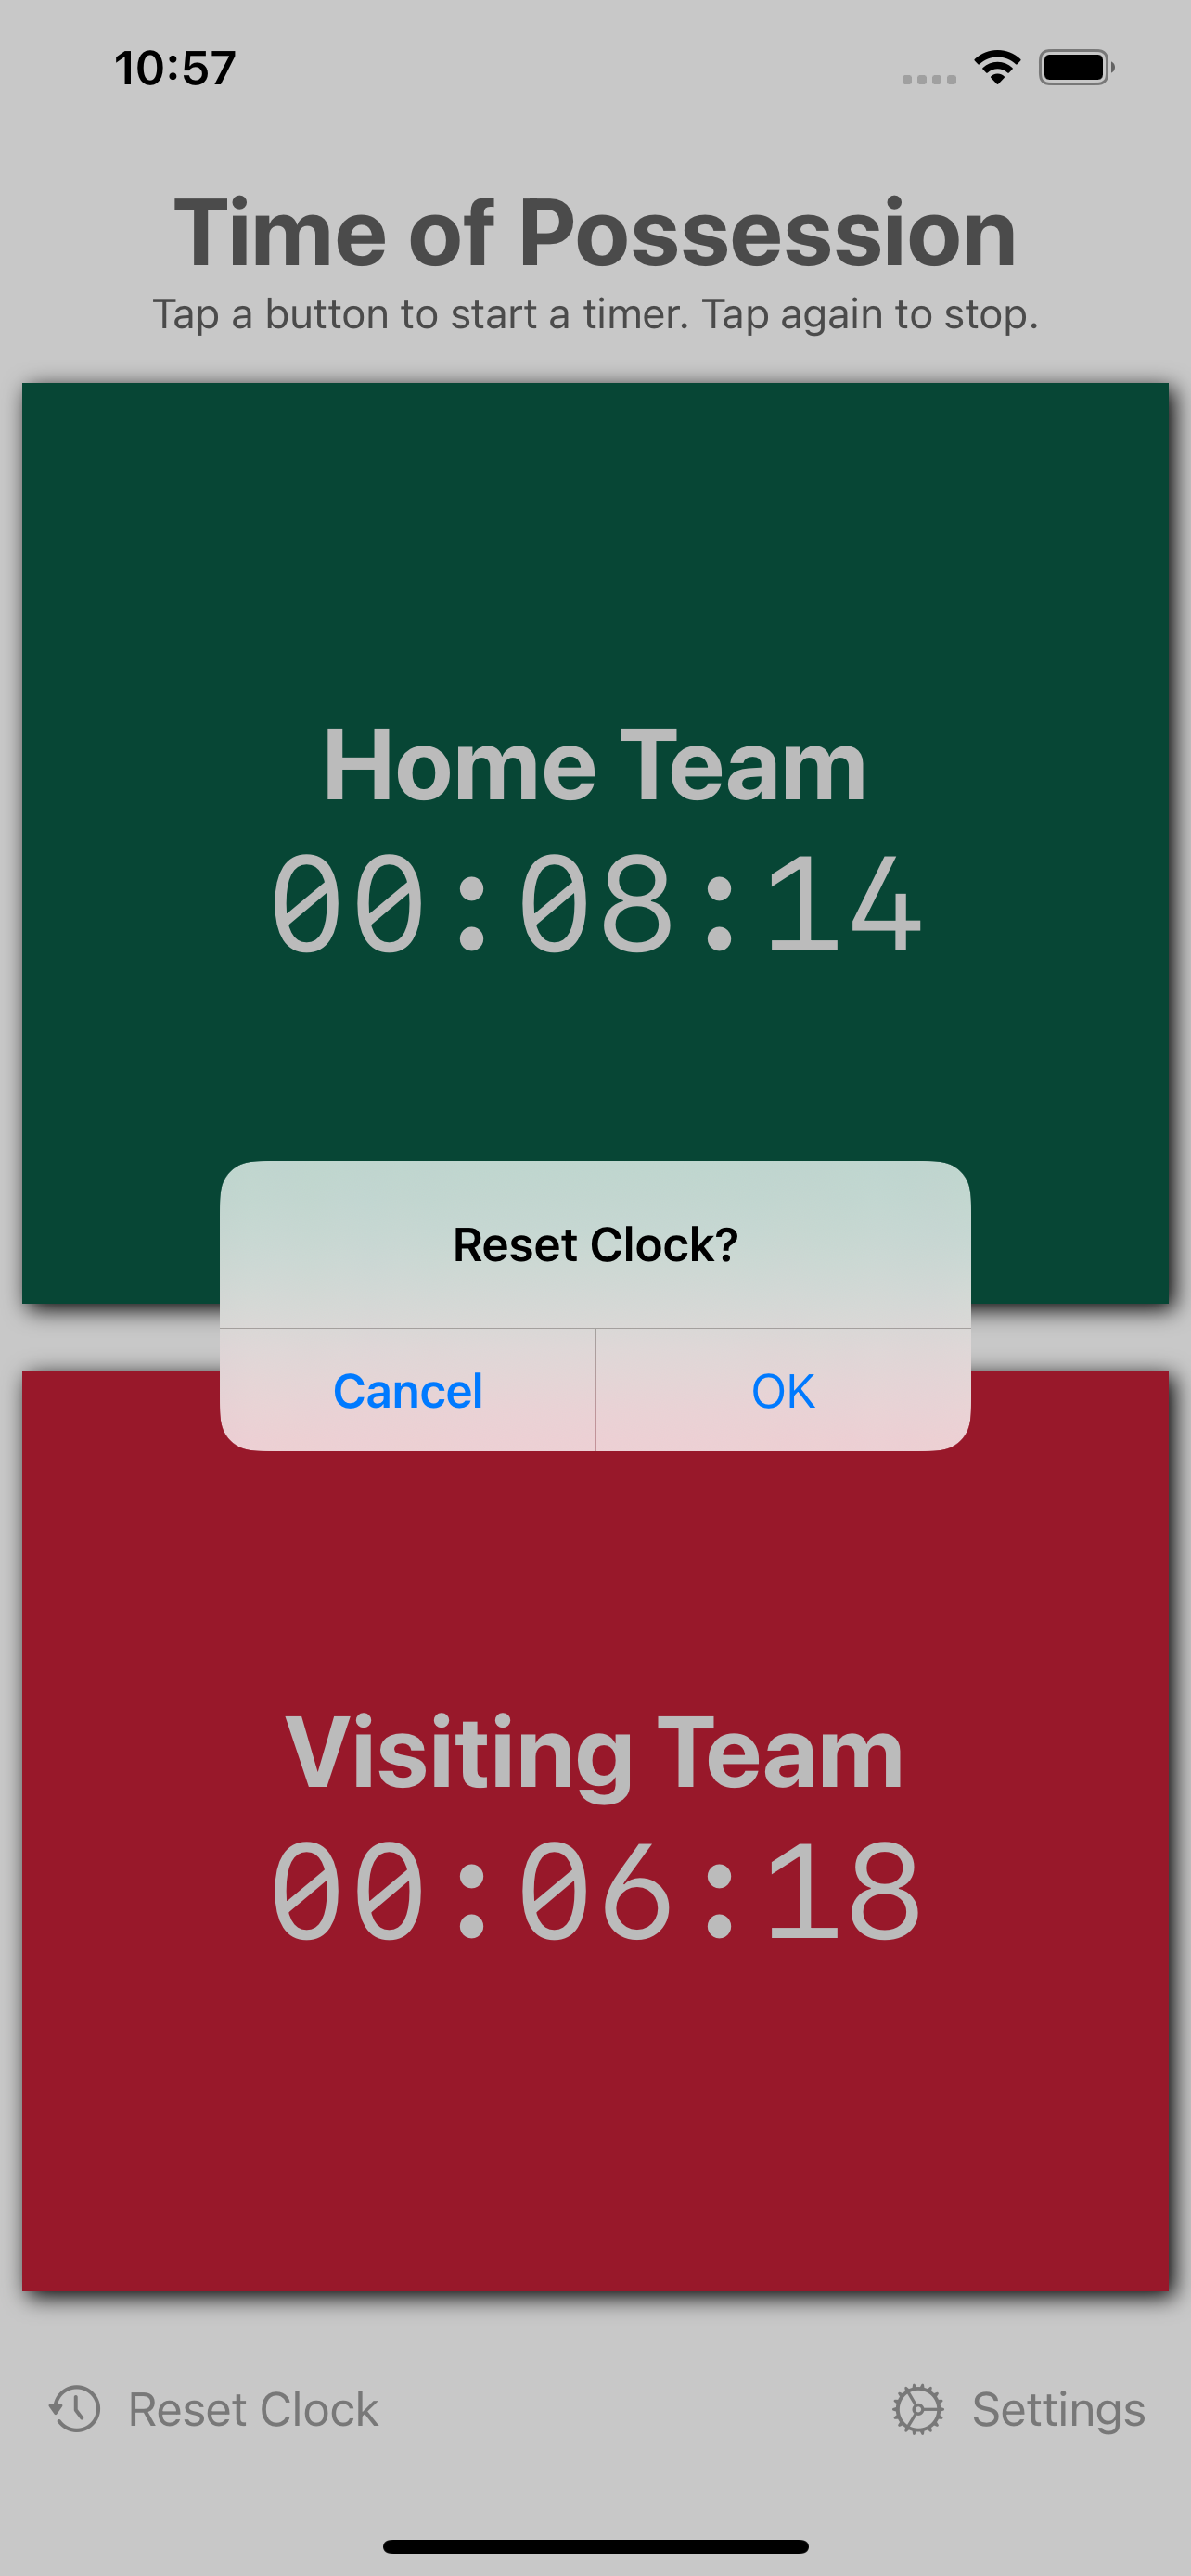 10:57
Time of Possession
Tap a button to start a timer. Tap again to stop.
Home Team
00:08:14
Reset Clock?
Cancel OK
Visiting Team
00:06:18
Reset Clock Settings